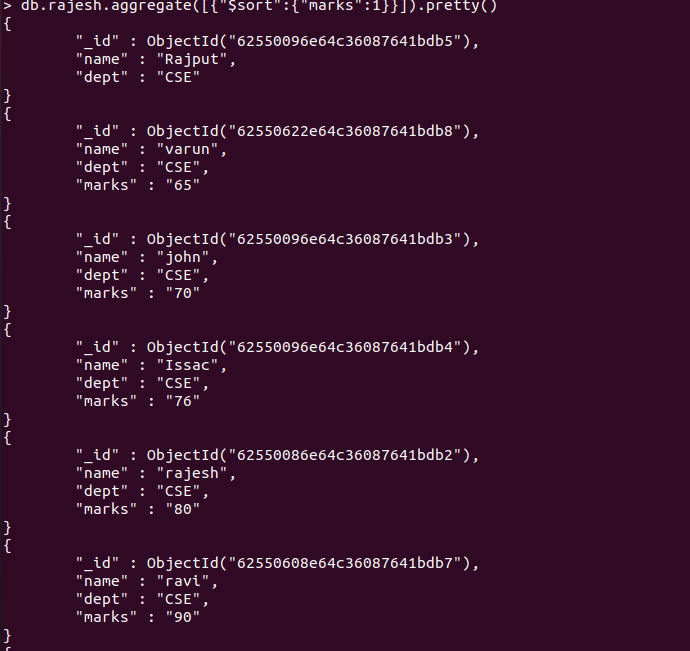 > db.rajesh.aggregate([{"$sort":{"marks":1}}]).pretty()
{
"_id" : ObjectId("62550096e64c36087641bdb5"),
"name" : "Rajput",
"dept" : "CSE"
}
{
"_id" : ObjectId("62550622e64c36087641bdb8"),
"name" : "varun",
"dept" : "CSE",
"marks" : "65"
}
{
"_id" : ObjectId("62550096e64c36087641bdb3"),
"name" : "john",
"dept" : "CSE",
"marks" : "70"
}
{
"_id" : ObjectId("62550096e64c36087641bdb4"),
"name" : "Issac",
"dept" : "CSE",
"marks" : "76"
}
{
"_id" : ObjectId("62550086e64c36087641bdb2"),
"name" : "rajesh",
"dept" : "CSE",
"marks" : "80"
}
{
"_id" : ObjectId("62550608e64c36087641bdb7"),
"name" : "ravi",
"dept" : "CSE",
"marks" : "90"
}
{